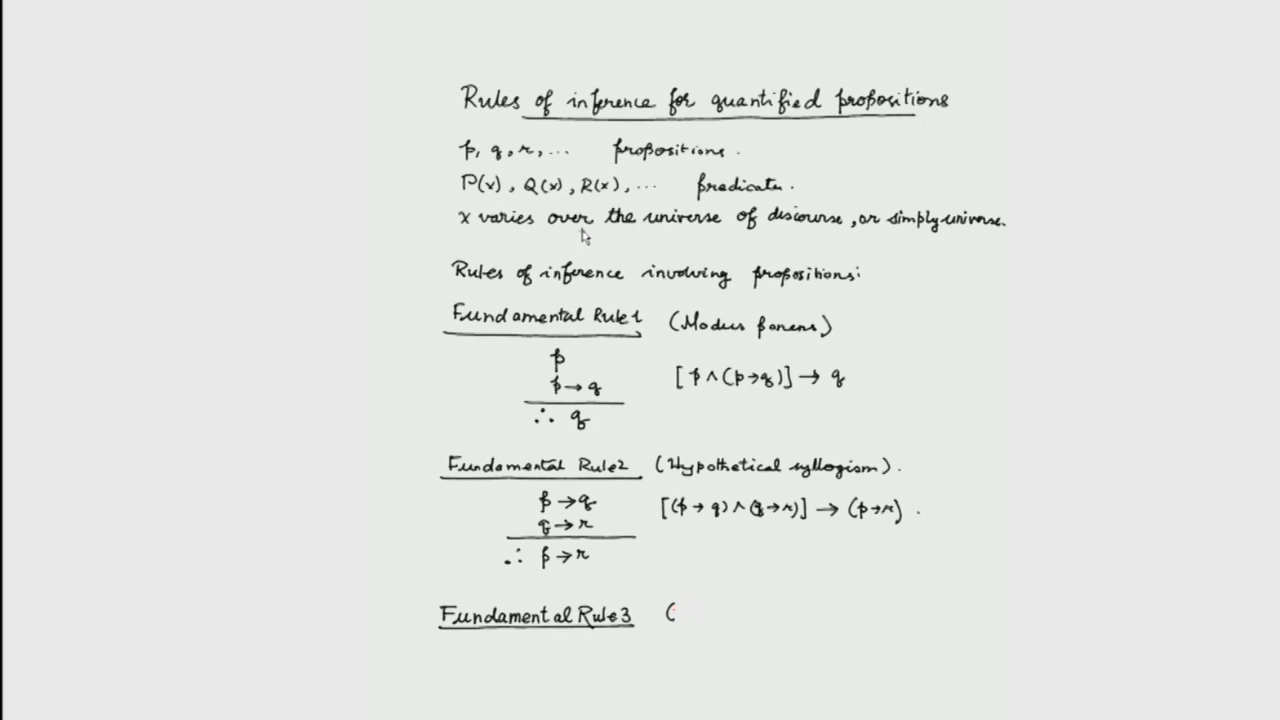 Rules of inference for quantified propositions
p, q, r, ... propositions.
P(x), Q(x), R(x), ... predicates.
x varies over the universe of discourse, or simply universe.
Rules of inference involving propositions:
Fundamental Rule 1 (Modus ponens)
p
p→q [p∧(p→q)] → q
∴ q
Fundamental Rule 2 (Hypothetical syllogism).
p→q [(p→q)∧(q→r)] → (p→r).
q→r
∴ p→r
Fundamental Rule 3 (